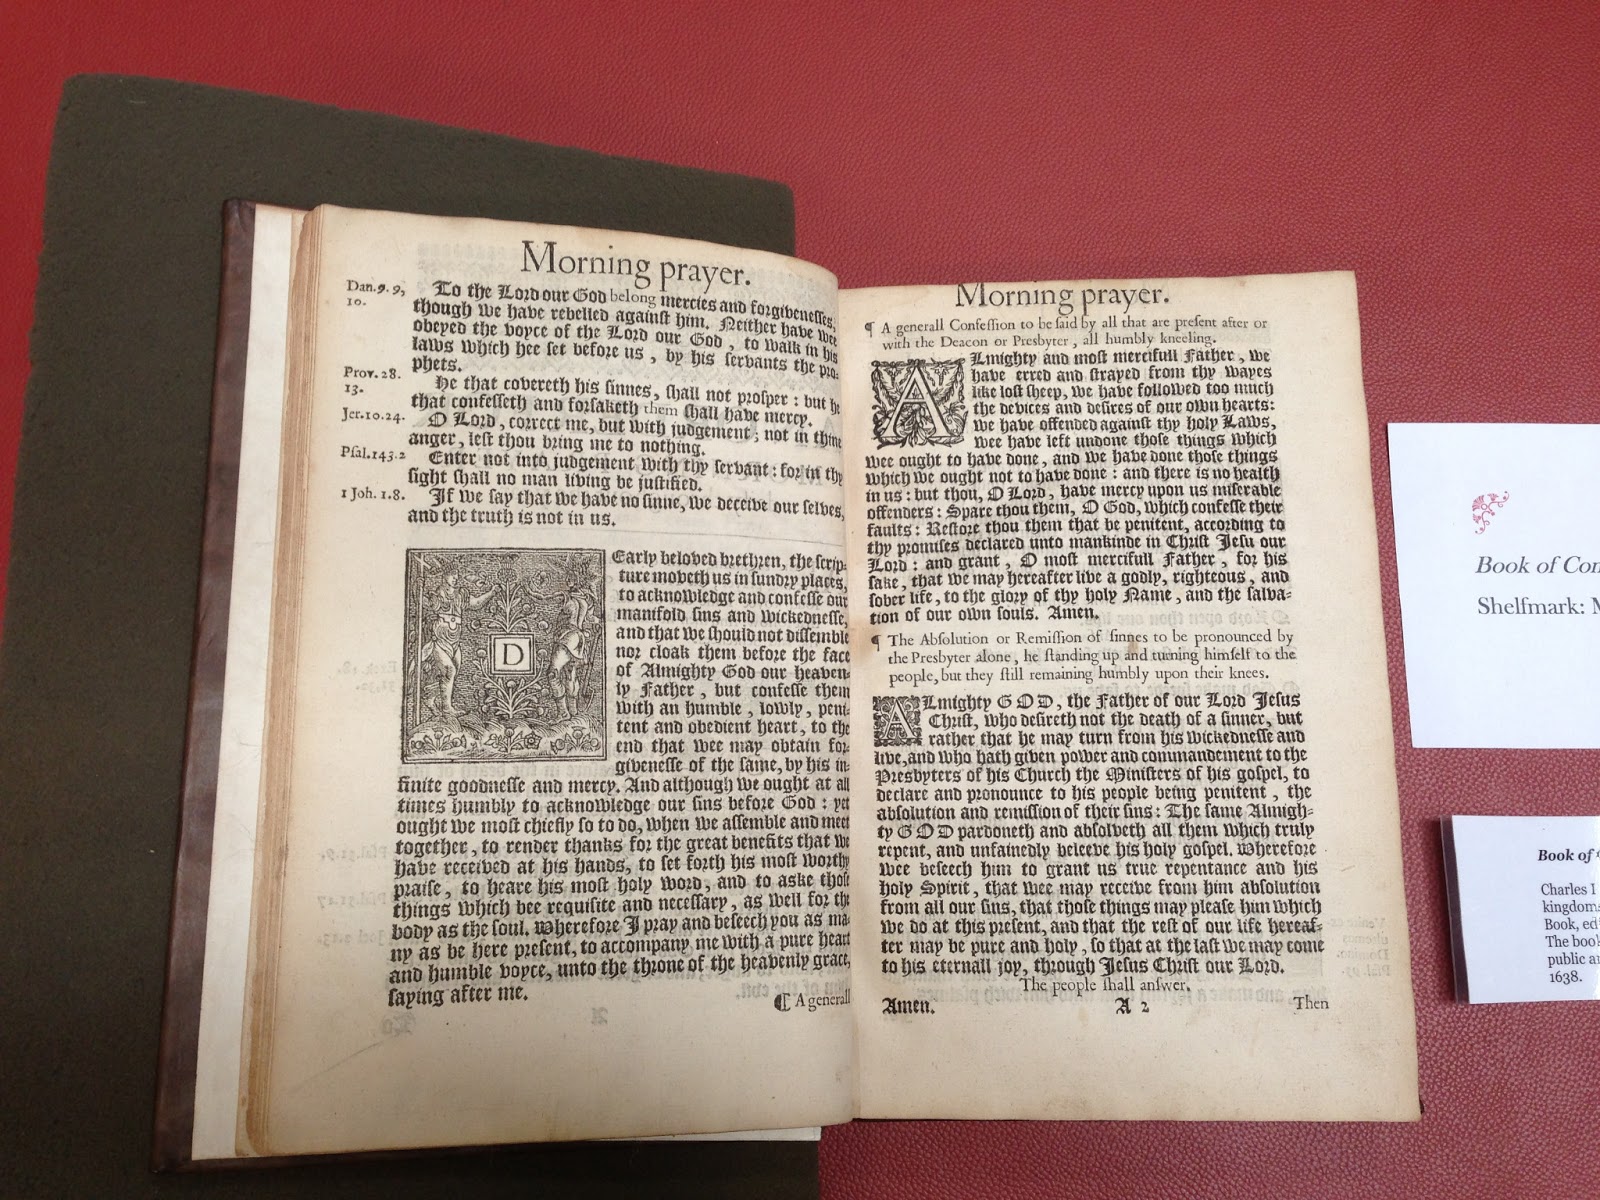 Morning prayer.
Dan. 9. 9,
10.
To the Lord our God belong mercies and forgivenesses,
though we have rebelled against him. Neither have wee
obeyed the voyce of the Lord our God, to walk in his
laws which hee set before us, by his servants the pro-
phets.
Prov. 28.
13.
He that covereth his sinnes, shall not prosper: but he
that confesseth and forsaketh them shall have mercy.
Jer. 10. 24.
O Lord, correct me, but with judgement; not in thine
anger, lest thou bring me to nothing.
Psal. 143. 2
Enter not into judgement with thy servant: for in thy
sight shall no man living be justified.
1 Joh. 1. 8.
If we say that we have no sinne, we deceive our selves,
and the truth is not in us.
DEarly beloved brethren, the scrip-
ture moveth us in sundry places,
to acknowledge and confesse our
manifold sins and wickednesse,
and that we should not dissemble
nor cloak them before the face
of Almighty God our heaven-
ly Father, but confesse them
with an humble, lowly, peni-
tent and obedient heart, to the
end that wee may obtain for-
givenesse of the same, by his in-
finite goodnesse and mercy. And although we ought at all
times humbly to acknowledge our sins before God: yet
ought we most chiefly so to do, when we assemble and meet
together, to render thanks for the great benefits that we
have received at his hands, to set forth his most worthy
praise, to heare his most holy word, and to aske those
things which bee requisite and necessary, as well for the
body as the soul. Wherefore I pray and beseech you as ma-
ny as be here present, to accompany me with a pure heart
and humble voyce, unto the throne of the heavenly grace,
saying after me.
¶ A generall
Morning prayer.
¶ A generall Confession to be said by all that are present after or
with the Deacon or Presbyter, all humbly kneeling.
ALmighty and most mercifull Father, we
have erred and strayed from thy wayes
like lost sheep, we have followed too much
the devices and desires of our own hearts:
we have offended against thy holy Laws,
wee have left undone those things which
wee ought to have done, and we have done those things
which we ought not to have done: and there is no health
in us: but thou, O Lord, have mercy upon us miserable
offenders: Spare thou them, O God, which confesse their
faults: Restore thou them that be penitent, according to
thy promises declared unto mankinde in Christ Jesu our
Lord: and grant, O most mercifull Father, for his
sake, that we may hereafter live a godly, righteous, and
sober life, to the glory of thy holy Name, and the salva-
tion of our own souls. Amen.
¶ The Absolution or Remission of sinnes to be pronounced by
the Presbyter alone, he standing up and turning himself to the
people, but they still remaining humbly upon their knees.
ALmighty GOD, the Father of our Lord Jesus
Christ, who desireth not the death of a sinner, but
rather that he may turn from his wickednesse and
live, and who hath given power and commandement to the
Presbyters of his Church the Ministers of his gospel, to
declare and pronounce to his people being penitent, the
absolution and remission of their sins: The same Almigh-
ty GOD pardoneth and absolveth all them which truly
repent, and unfainedly beleeve his holy gospel. Wherefore
wee beseech him to grant us true repentance and his
holy Spirit, that wee may receive from him absolution
from all our sins, that those things may please him which
we do at this present, and that the rest of our life hereaf-
ter may be pure and holy, so that at the last we may come
to his eternall joy, through Jesus Christ our Lord.
The people shall answer.
Amen. A 2 Then
Book of Com
Shelfmark:
Book of
Charles I
kingdoms
Book, edi
The book
public a
1638.